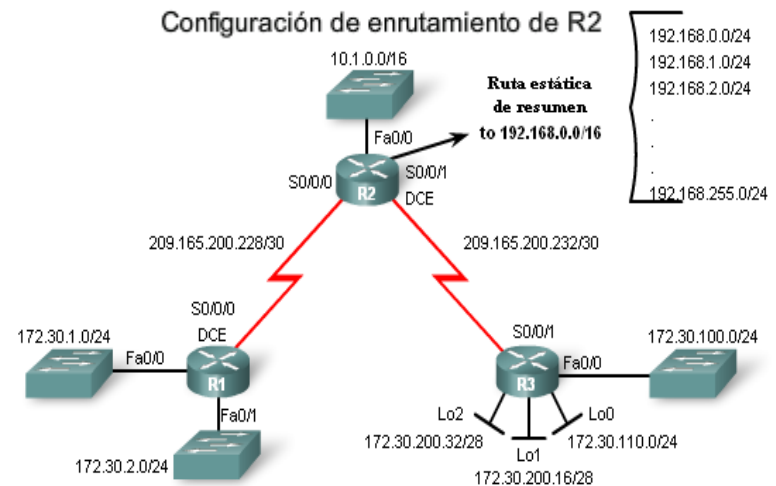 Configuración de enrutamiento de R2
192.168.0.0/24
192.168.1.0/24
192.168.2.0/24
.
.
.
192.168.255.0/24
10.1.0.0/16
Ruta estática
de resumen
to 192.168.0.0/16
Fa0/0
S0/0/0
R2
S0/0/1
DCE
209.165.200.228/30
209.165.200.232/30
S0/0/0
DCE
172.30.1.0/24
Fa0/0
R1
Fa0/1
172.30.2.0/24
S0/0/1
172.30.100.0/24
Fa0/0
R3
Lo2
Lo0
172.30.200.32/28
Lo1
172.30.110.0/24
172.30.200.16/28